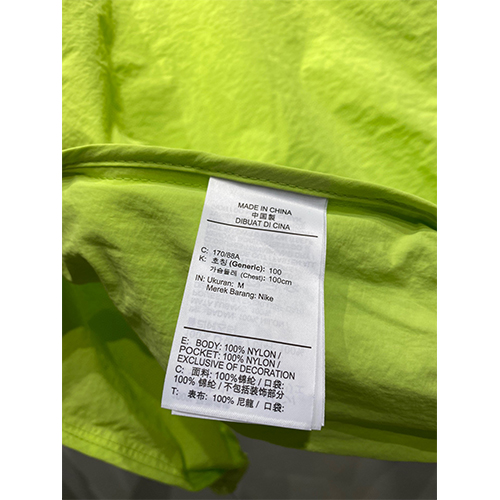 MADE IN CHINA
中国製
DIBUAT DI CINA
C: 170/88A
K: 호칭 (Generic): 100
가슴둘레 (Chest): 100cm
IN: Ukuran: M
Merek Barang: Nike
E: BODY: 100% NYLON /
POCKET: 100% NYLON /
EXCLUSIVE OF DECORATION
C: 面料: 100%锦纶 / 口袋:
100% 锦纶 / 不包括装饰部分
T: 表布: 100% 尼龍 / 口袋: